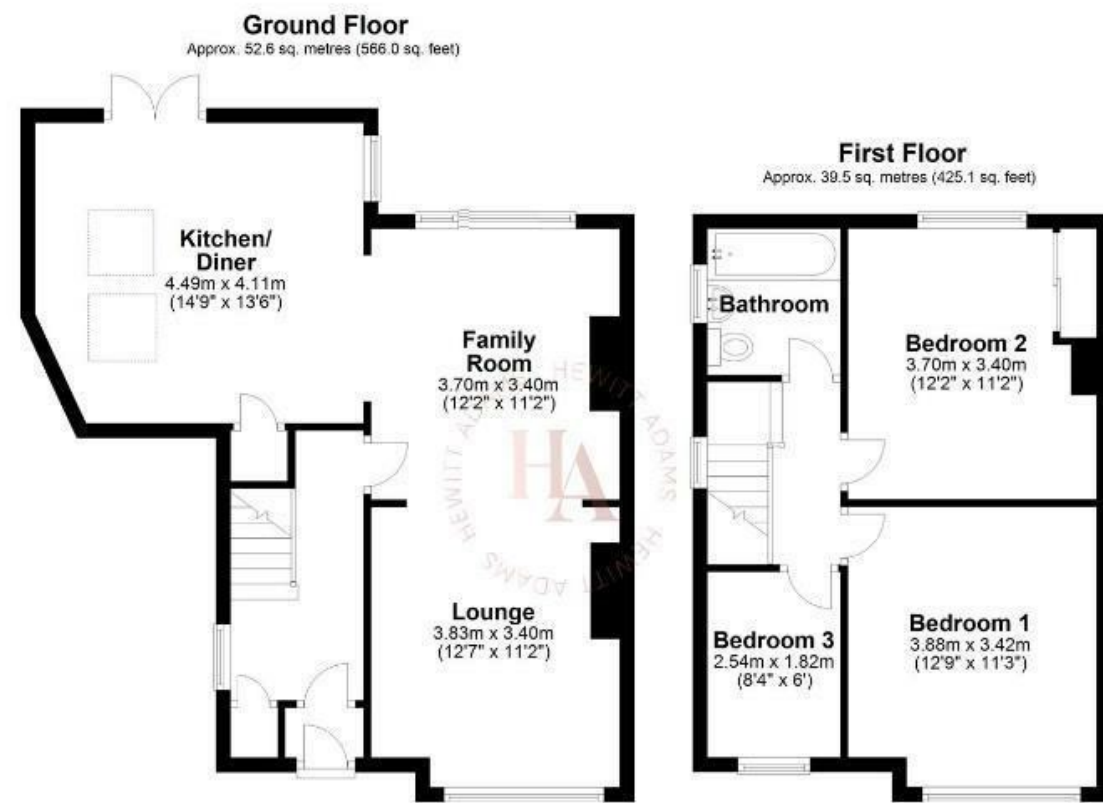 Ground Floor
Approx. 52.6 sq. metres (566.0 sq. feet)
Kitchen/
Diner
4.49m x 4.11m
(14'9" x 13'6")
Family
Room
3.70m x 3.40m
(12'2" x 11'2")
Lounge
3.83m x 3.40m
(12'7" x 11'2")
First Floor
Approx. 39.5 sq. metres (425.1 sq. feet)
Bathroom
Bedroom 2
3.70m x 3.40m
(12'2" x 11'2")
Bedroom 3
2.54m x 1.82m
(8'4" x 6')
Bedroom 1
3.88m x 3.42m
(12'9" x 11'3")
HA
HEWITT ADAMS HEWITT ADAMS HEWITT ADAMS